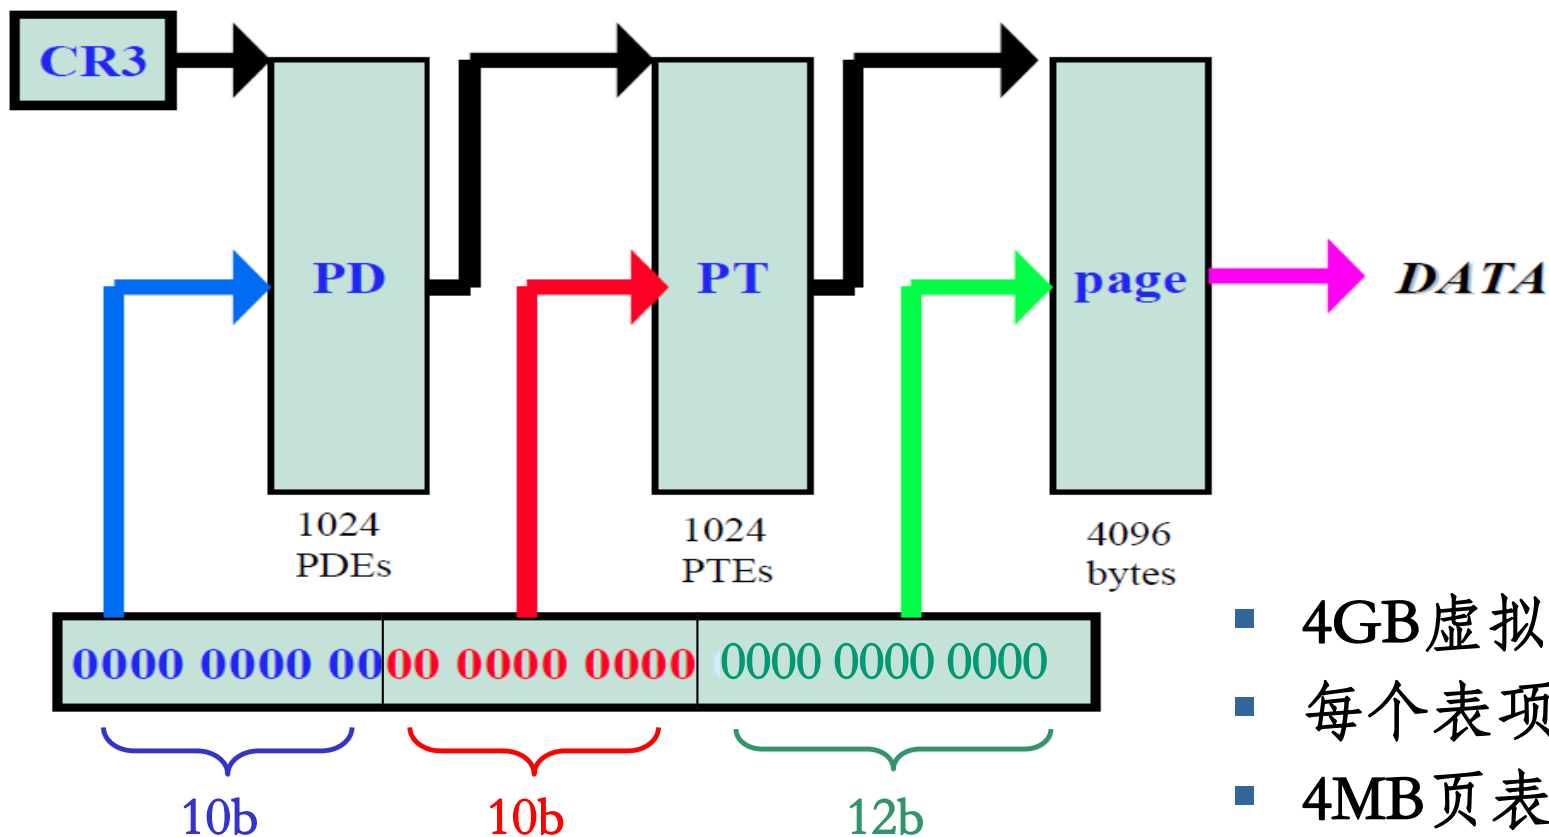 CR3
PD
PT
page
DATA
1024
PDEs
1024
PTEs
4096
bytes
0000 0000 0000 0000 0000 0000 0000 0000
10b
10b
12b
4GB虚拟
每个表项
4MB页表